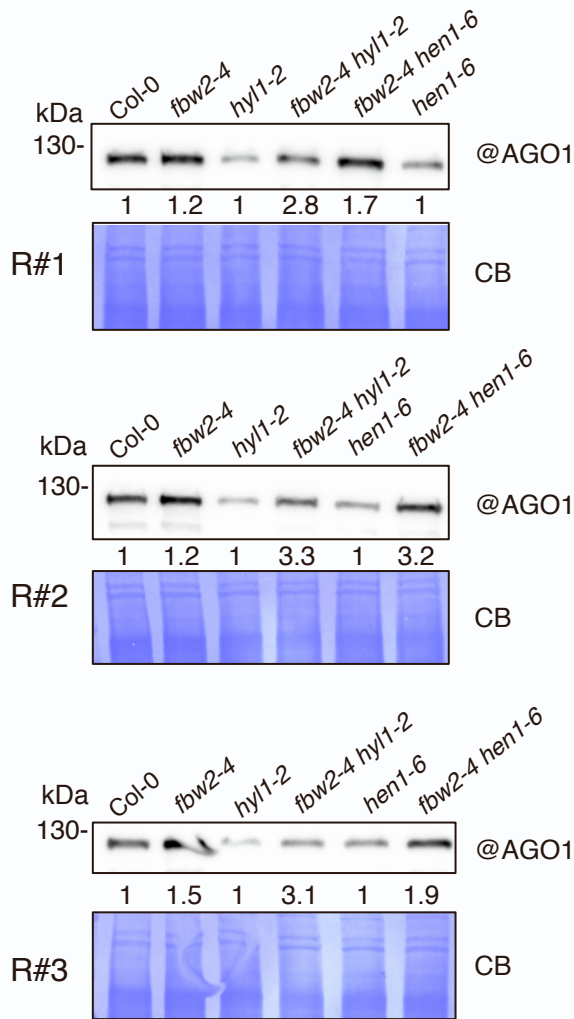 Col-0 fbw2-4 hyl1-2 fbw2-4 hyl1-2 fbw2-4 hen1-6 hen1-6
kDa
130-
@AGO1
1 1.2 1 2.8 1.7 1
R#1
CB
Col-0 fbw2-4 hyl1-2 fbw2-4 hyl1-2 hen1-6 fbw2-4 hen1-6
kDa
130-
@AGO1
1 1.2 1 3.3 1 3.2
R#2
CB
Col-0 fbw2-4 hyl1-2 fbw2-4 hyl1-2 hen1-6 fbw2-4 hen1-6
kDa
130-
@AGO1
1 1.5 1 3.1 1 1.9
R#3
CB